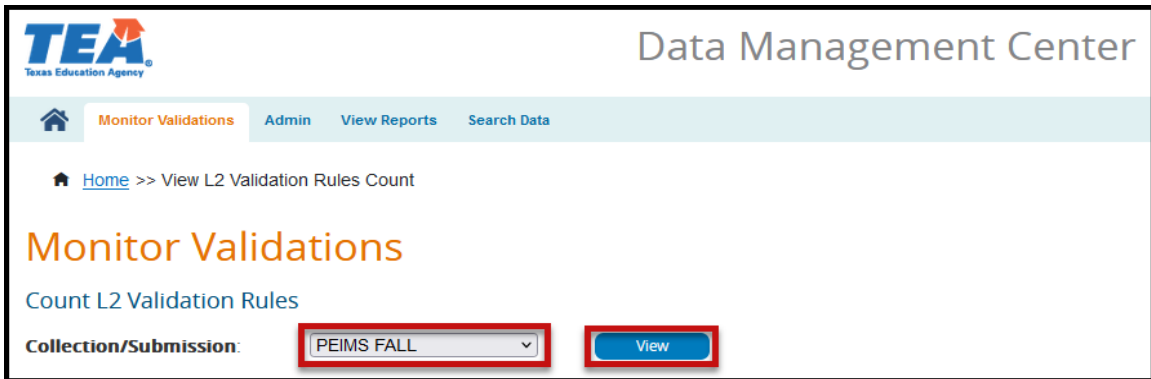 TEA
Texas Education Agency
Data Management Center
Monitor Validations Admin View Reports Search Data
Home >> View L2 Validation Rules Count
Monitor Validations
Count L2 Validation Rules
Collection/Submission: PEIMS FALL View